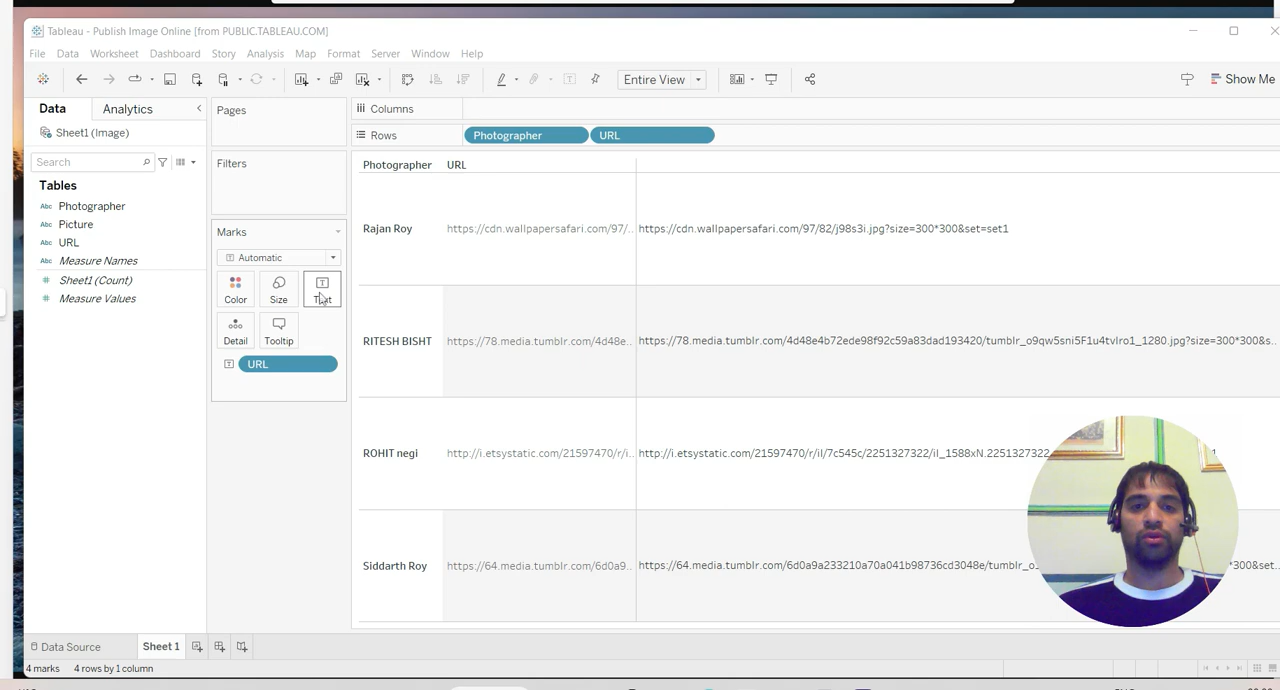 Tableau - Publish Image Online [from PUBLIC.TABLEAU.COM]
File Data Worksheet Dashboard Story Analysis Map Format Server Window Help
Entire View
Show Me
Data Analytics
Pages
Columns
Sheet1 (Image)
Rows Photographer URL
Search
Filters
Photographer URL
Tables
Abc Photographer
Abc Picture
Abc URL
Abc Measure Names
# Sheet1 (Count)
# Measure Values
Marks
Automatic
Color Size Text
Detail Tooltip
URL
Rajan Roy https://cdn.wallpapersafari.com/97/.. https://cdn.wallpapersafari.com/97/82/j98s3i.jpg?size=300*300&set=set1
RITESH BISHT https://78.media.tumblr.com/4d48e... https://78.media.tumblr.com/4d48e4b72ede98f92c59a83dad193420/tumblr_o9qw5sni5F1u4tvlro1_1280.jpg?size=300*300&s..
ROHIT negi http://i.etsystatic.com/21597470/r/i.. http://i.etsystatic.com/21597470/r/il/7c545c/2251327322/il_1588xN.2251327322
Siddarth Roy https://64.media.tumblr.com/6d0a9... https://64.media.tumblr.com/6d0a9a233210a70a041b98736cd3048e/tumblr_o *300&set..
Data Source Sheet 1
4 marks 4 rows by 1 column